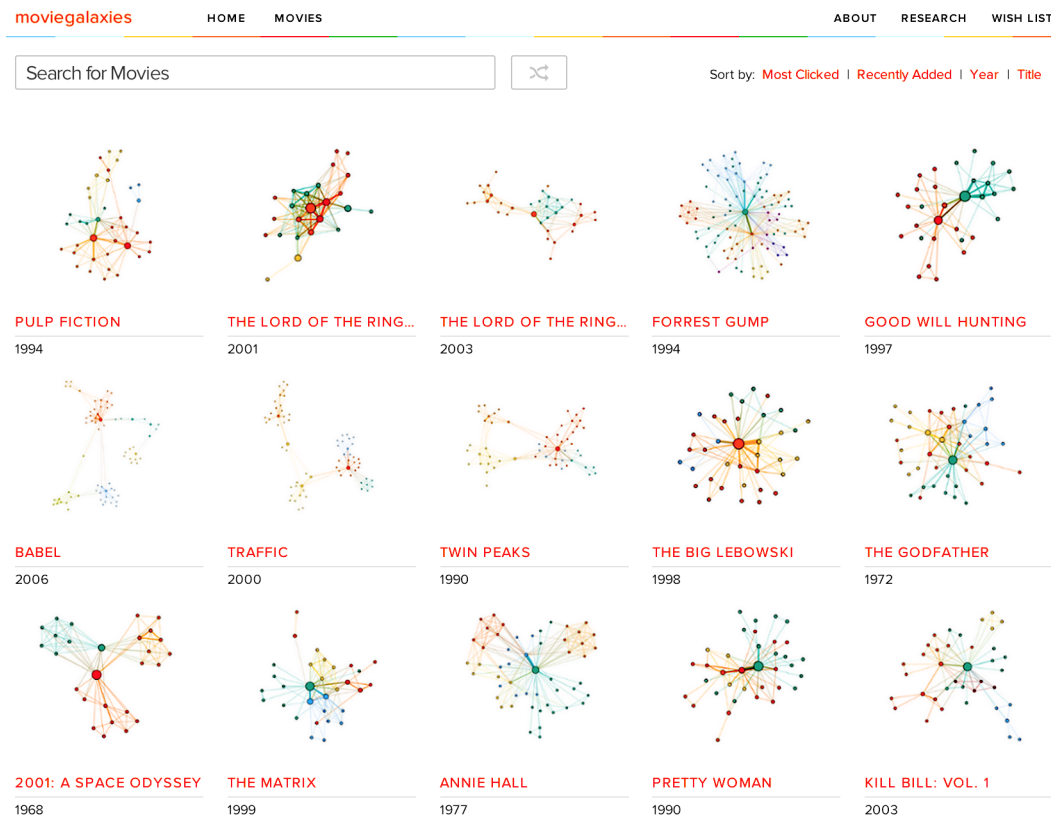 moviegalaxies HOME MOVIES ABOUT RESEARCH WISH LIST
Search for Movies Sort by: Most Clicked | Recently Added | Year | Title
PULP FICTION THE LORD OF THE RING... THE LORD OF THE RING... FORREST GUMP GOOD WILL HUNTING
1994 2001 2003 1994 1997
BABEL TRAFFIC TWIN PEAKS THE BIG LEBOWSKI THE GODFATHER
2006 2000 1990 1998 1972
2001: A SPACE ODYSSEY THE MATRIX ANNIE HALL PRETTY WOMAN KILL BILL: VOL. 1
1968 1999 1977 1990 2003